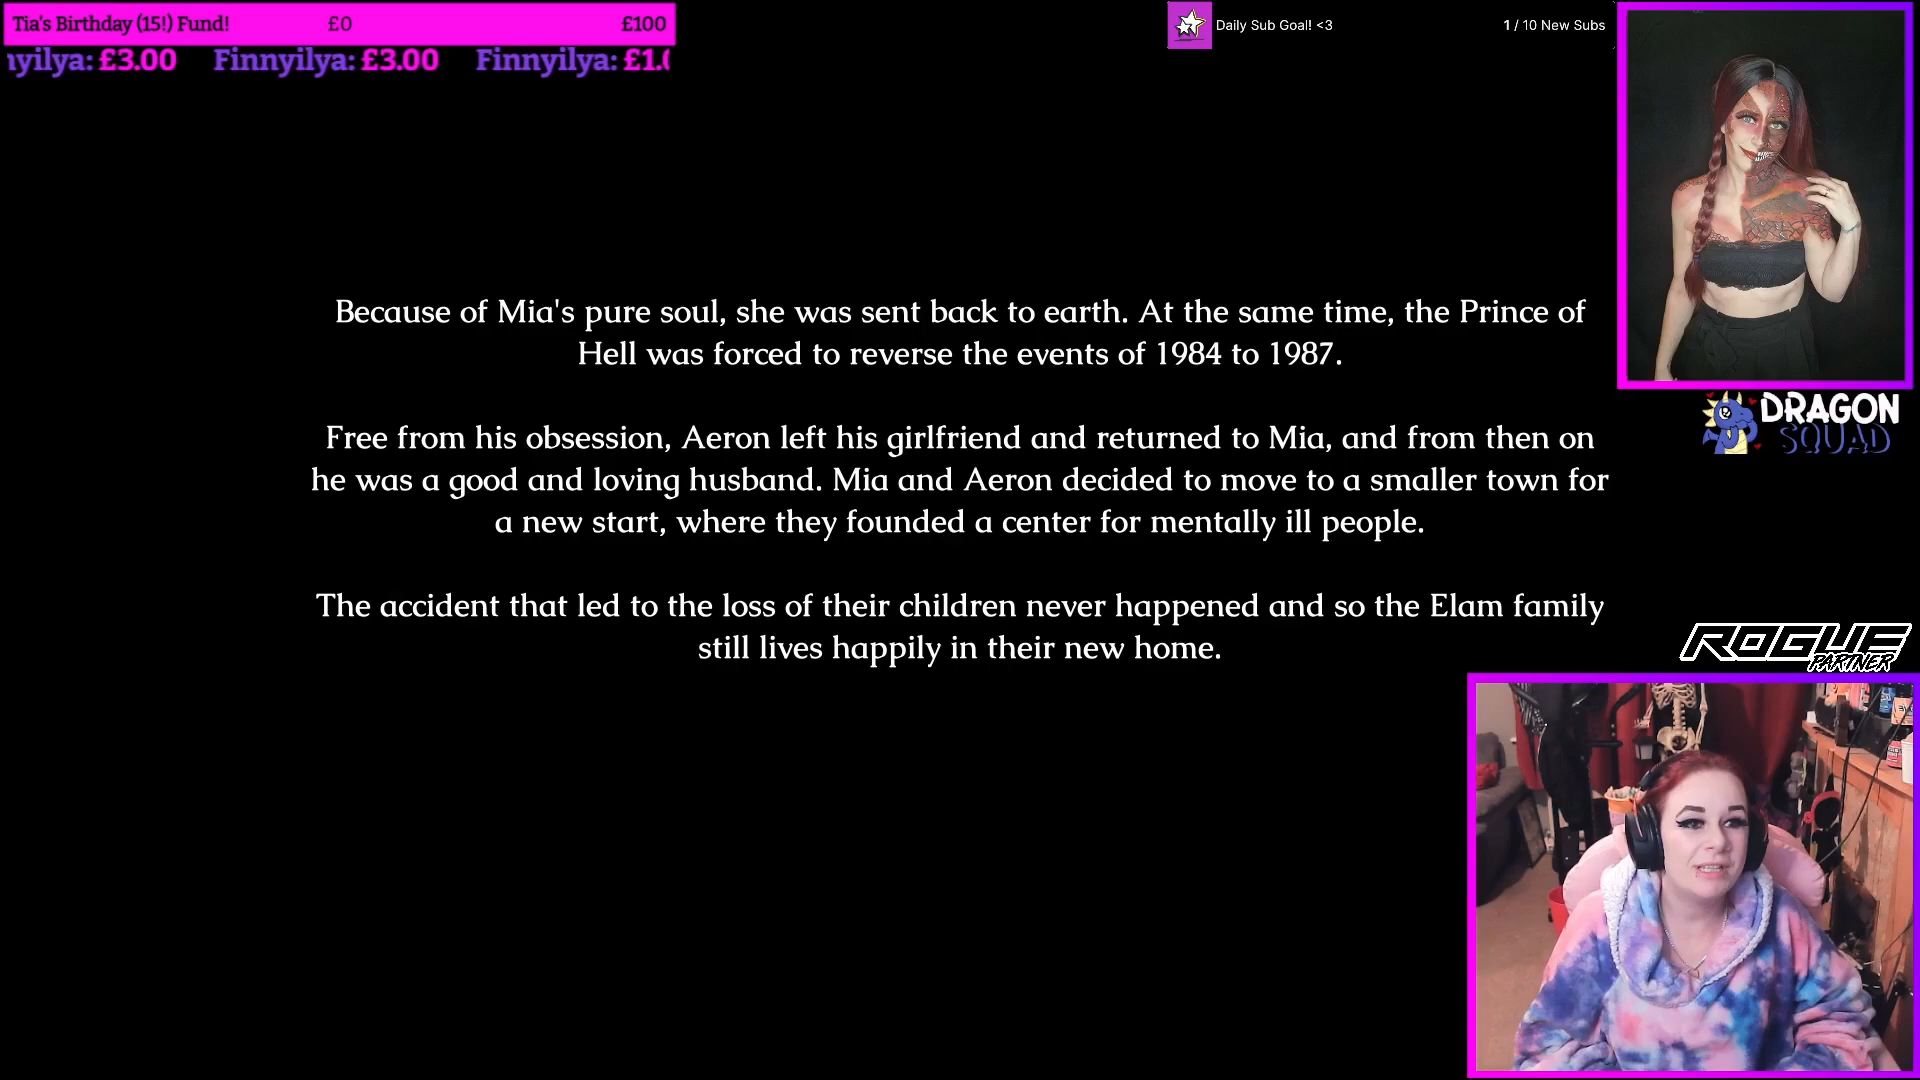 Tia's Birthday (15!) Fund! £0 £100
yilya: £3.00 Finnyilya: £3.00 Finnyilya: £1.
Daily Sub Goal! <3 1 / 10 New Subs
Because of Mia's pure soul, she was sent back to earth. At the same time, the Prince of
Hell was forced to reverse the events of 1984 to 1987.
Free from his obsession, Aeron left his girlfriend and returned to Mia, and from then on
he was a good and loving husband. Mia and Aeron decided to move to a smaller town for
a new start, where they founded a center for mentally ill people.
The accident that led to the loss of their children never happened and so the Elam family
still lives happily in their new home.
DRAGON
SQUAD
ROGUE
PARTNER